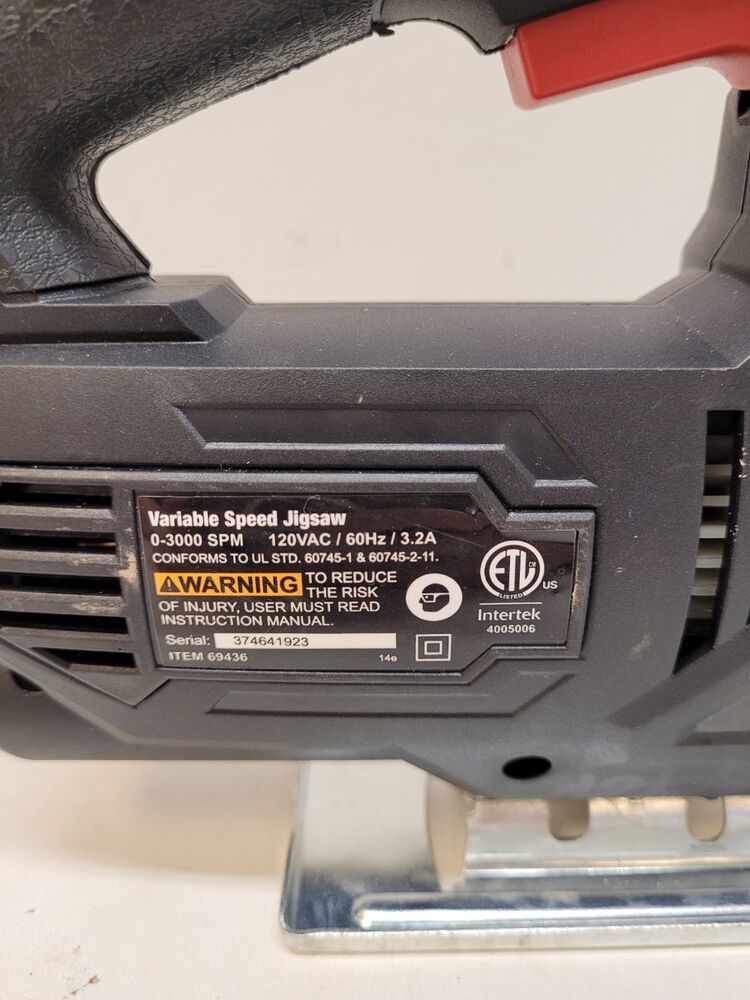 Variable Speed Jigsaw
0-3000 SPM 120VAC / 60Hz / 3.2A
CONFORMS TO UL STD. 60745-1 & 60745-2-11.
WARNING TO REDUCE
THE RISK
OF INJURY, USER MUST READ
INSTRUCTION MANUAL.
Serial: 374641923
ITEM 69436 14e
ETL CM
US
LISTED
Intertek
4005006